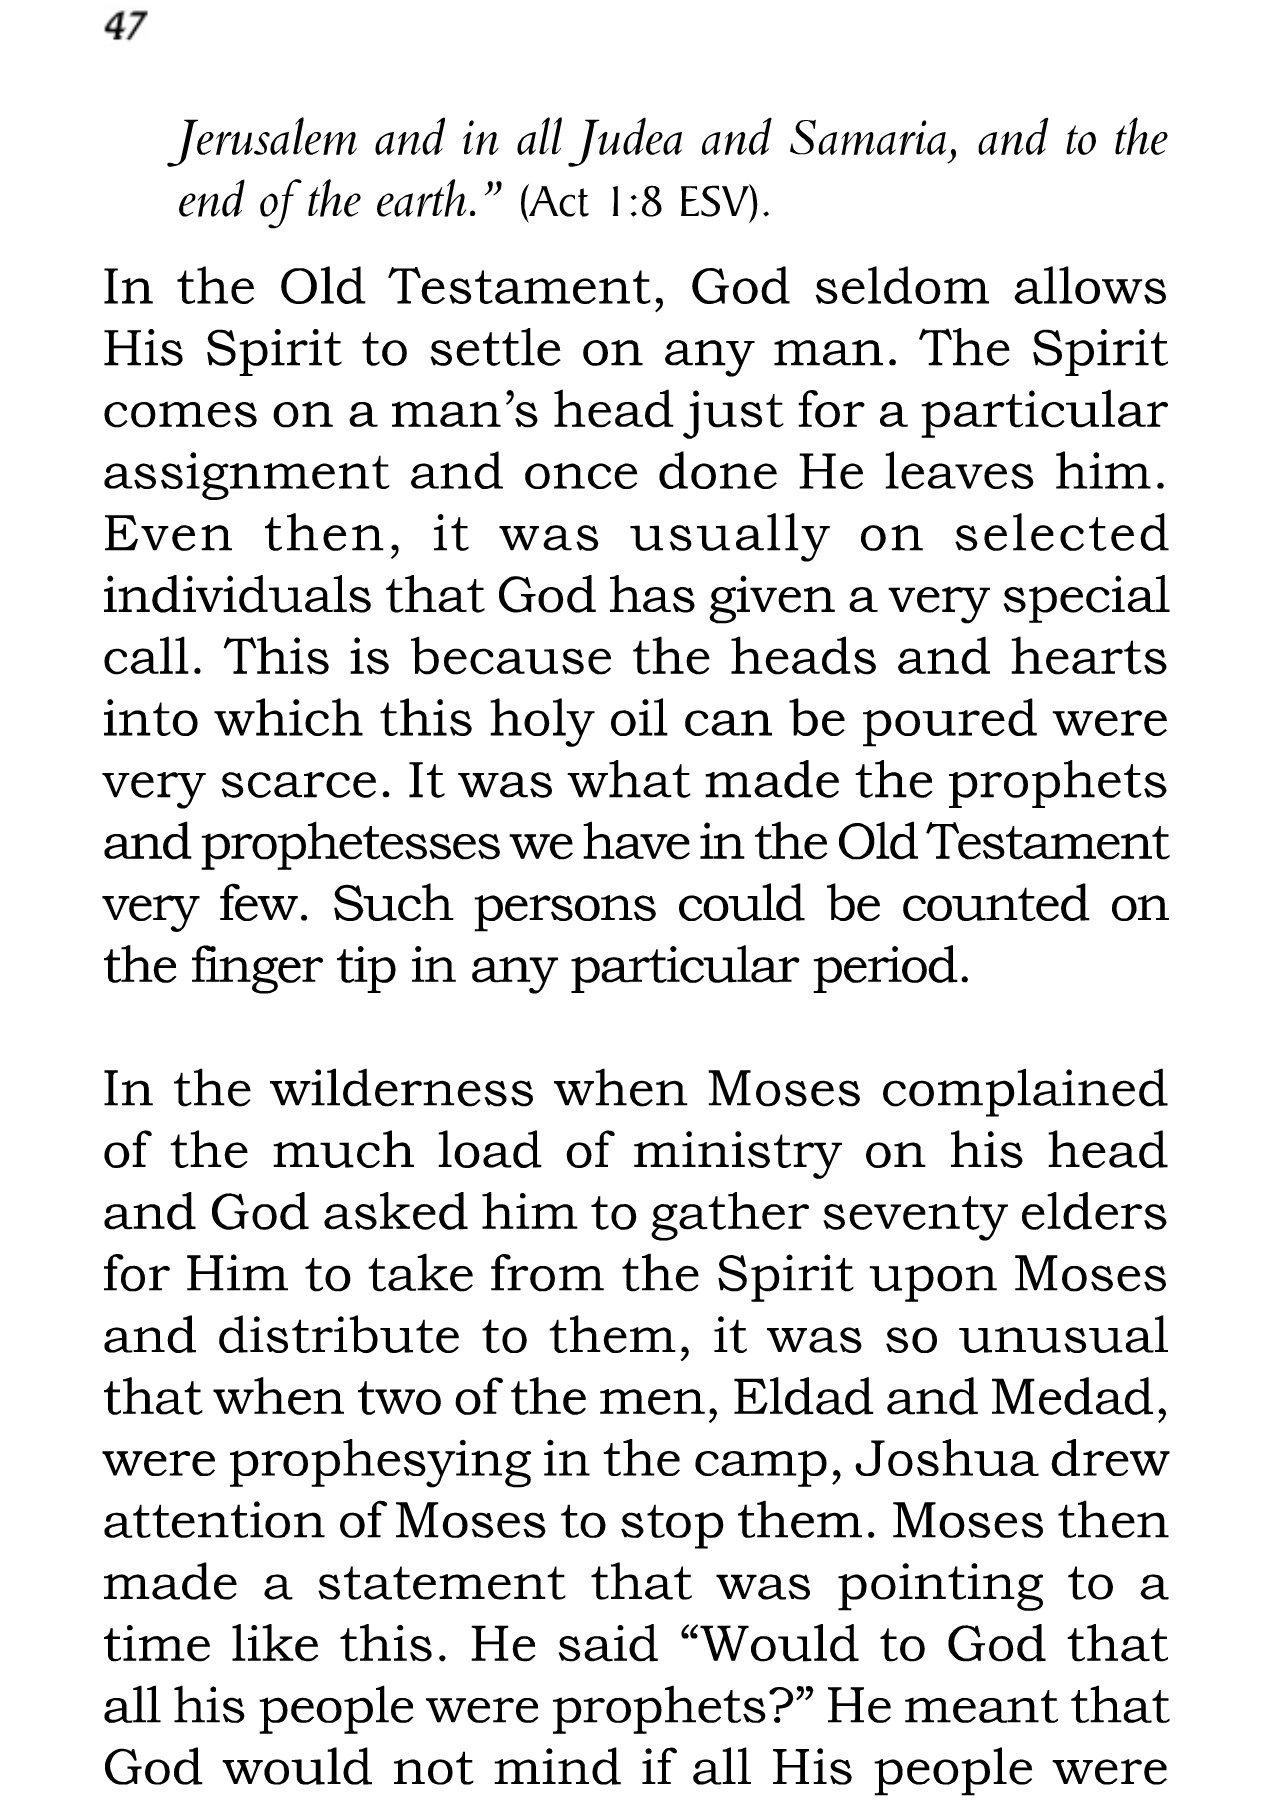 47
Jerusalem and in all Judea and Samaria, and to the
end of the earth.” (Act 1:8 ESV).
In the Old Testament, God seldom allows
His Spirit to settle on any man. The Spirit
comes on a man’s head just for a particular
assignment and once done He leaves him.
Even then, it was usually on selected
individuals that God has given a very special
call. This is because the heads and hearts
into which this holy oil can be poured were
very scarce. It was what made the prophets
and prophetesses we have in the Old Testament
very few. Such persons could be counted on
the finger tip in any particular period.
In the wilderness when Moses complained
of the much load of ministry on his head
and God asked him to gather seventy elders
for Him to take from the Spirit upon Moses
and distribute to them, it was so unusual
that when two of the men, Eldad and Medad,
were prophesying in the camp, Joshua drew
attention of Moses to stop them. Moses then
made a statement that was pointing to a
time like this. He said “Would to God that
all his people were prophets?” He meant that
God would not mind if all His people were